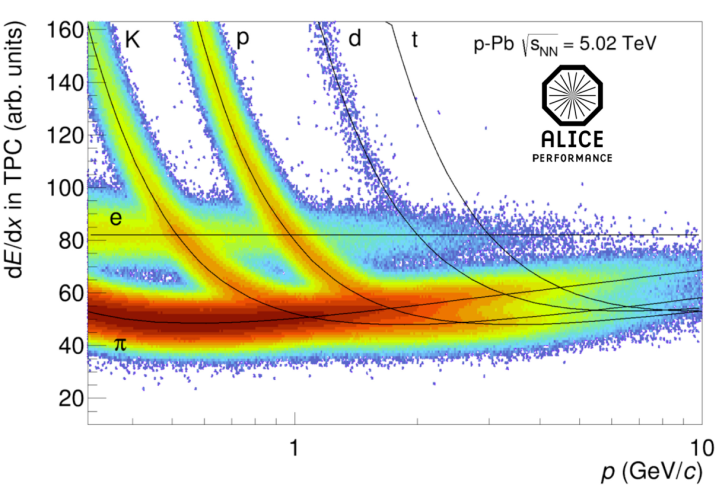 dE/dx in TPC (arb. units)
160
140
120
100
80
60
40
20
K
p
d
t
e
π
p-Pb √sNN = 5.02 TeV
ALICE
PERFORMANCE
1
10
p (GeV/c)